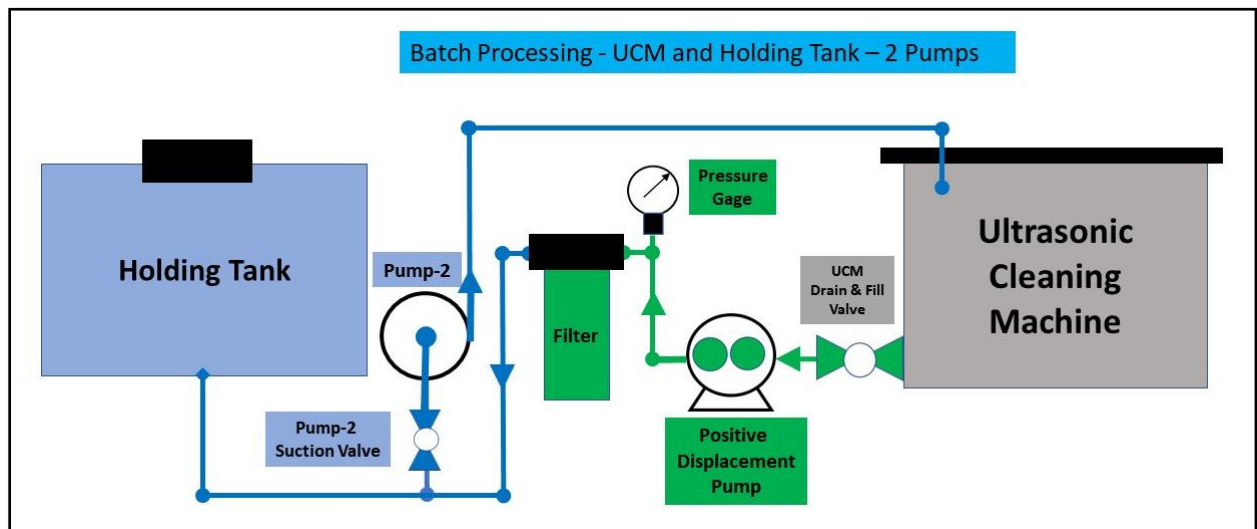 Batch Processing - UCM and Holding Tank – 2 Pumps
Holding Tank
Pump-2
Pump-2
Suction Valve
Filter
Pressure
Gage
Positive
Displacement
Pump
UCM
Drain & Fill
Valve
Ultrasonic
Cleaning
Machine